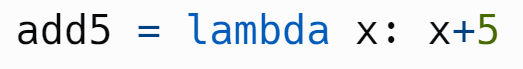 add5 = lambda x: x+5